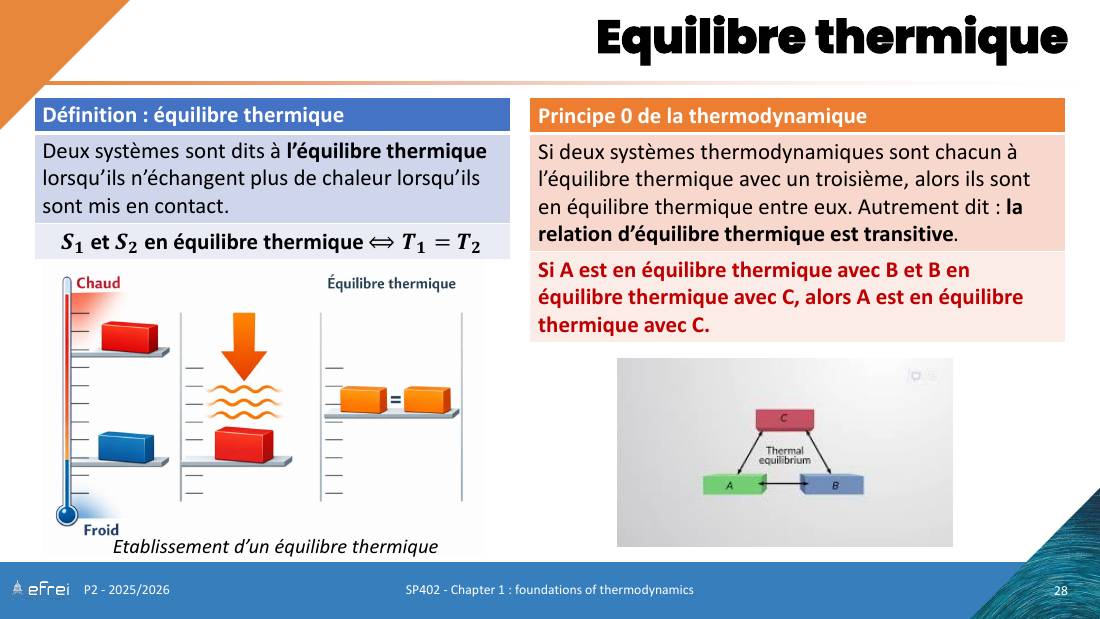 Equilibre thermique
Définition : équilibre thermique
Deux systèmes sont dits à l’équilibre thermique
lorsqu’ils n’échangent plus de chaleur lorsqu’ils
sont mis en contact.
S₁ et S₂ en équilibre thermique ⟺ T₁ = T₂
Chaud
Équilibre thermique
=
Froid
Etablissement d’un équilibre thermique
Principe 0 de la thermodynamique
Si deux systèmes thermodynamiques sont chacun à
l’équilibre thermique avec un troisième, alors ils sont
en équilibre thermique entre eux. Autrement dit : la
relation d’équilibre thermique est transitive.
Si A est en équilibre thermique avec B et B en
équilibre thermique avec C, alors A est en équilibre
thermique avec C.
C
Thermal
equilibrium
A
B
efrei
P2 - 2025/2026
SP402 - Chapter 1 : foundations of thermodynamics
28